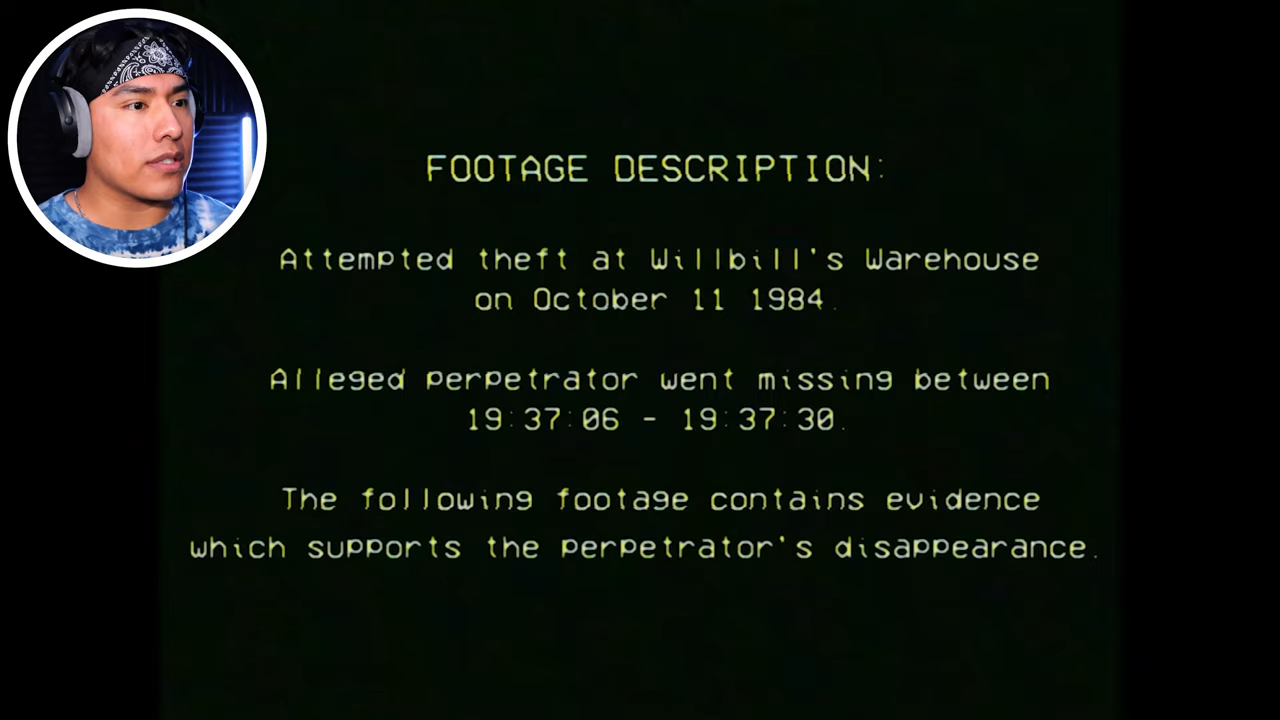 FOOTAGE DESCRIPTION:
Attempted theft at Willbill's Warehouse
on October 11 1984.
Alleged perpetrator went missing between
19:37:06 - 19:37:30.
The following footage contains evidence
which supports the perpetrator's disappearance.